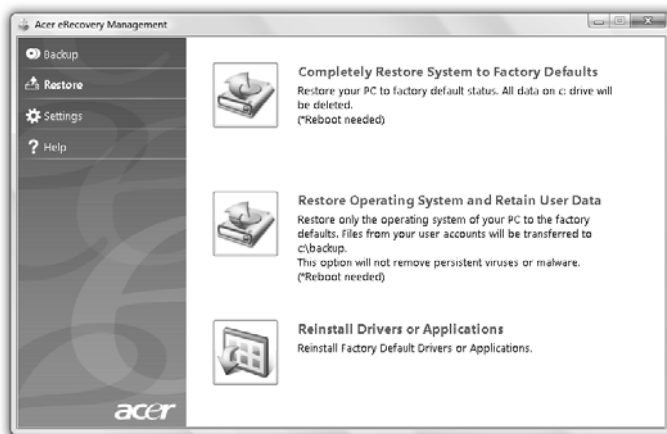 Acer eRecovery Management
Backup
Restore
Settings
? Help
Completely Restore System to Factory Defaults
Restore your PC to factory default status. All data on c: drive will
be deleted.
(*Reboot needed)
Restore Operating System and Retain User Data
Restore only the operating system of your PC to the factory
defaults. Files from your user accounts will be transferred to
c:\backup.
This option will not remove persistent viruses or malware.
(*Reboot needed)
Reinstall Drivers or Applications
Reinstall Factory Default Drivers or Applications.
acer